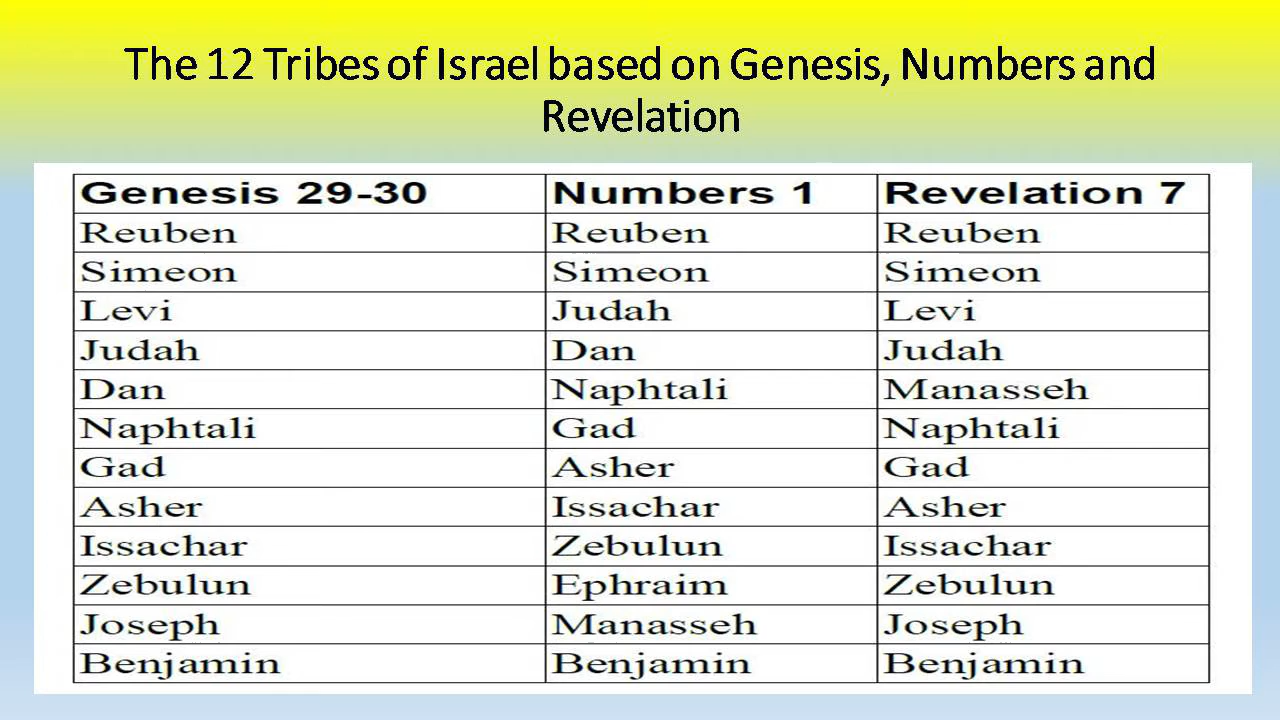 The 12 Tribes of Israel based on Genesis, Numbers and
Revelation
Genesis 29-30 Numbers 1 Revelation 7
Reuben Reuben Reuben
Simeon Simeon Simeon
Levi Judah Levi
Judah Dan Judah
Dan Naphtali Manasseh
Naphtali Gad Naphtali
Gad Asher Gad
Asher Issachar Asher
Issachar Zebulun Issachar
Zebulun Ephraim Zebulun
Joseph Manasseh Joseph
Benjamin Benjamin Benjamin